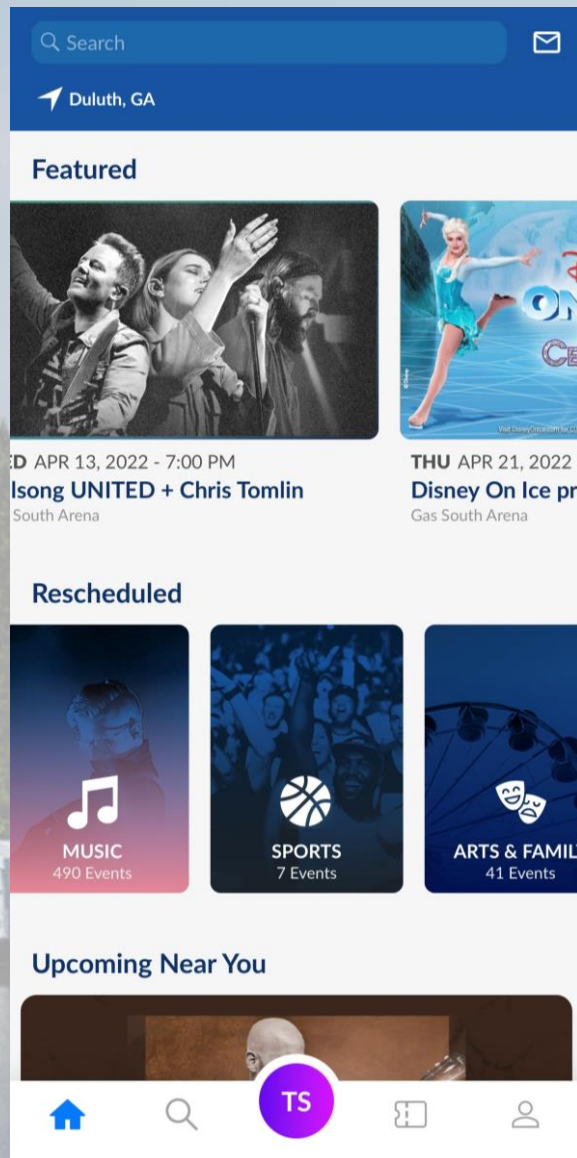 Search
Duluth, GA
Featured
APR 13, 2022 - 7:00 PM
UNITED + Chris Tomlin
South Arena
THU APR 21, 2022
Disney On Ice
Gas South Arena
Rescheduled
MUSIC
490 Events
SPORTS
7 Events
ARTS & FAMIL
41 Events
Upcoming Near You
TS